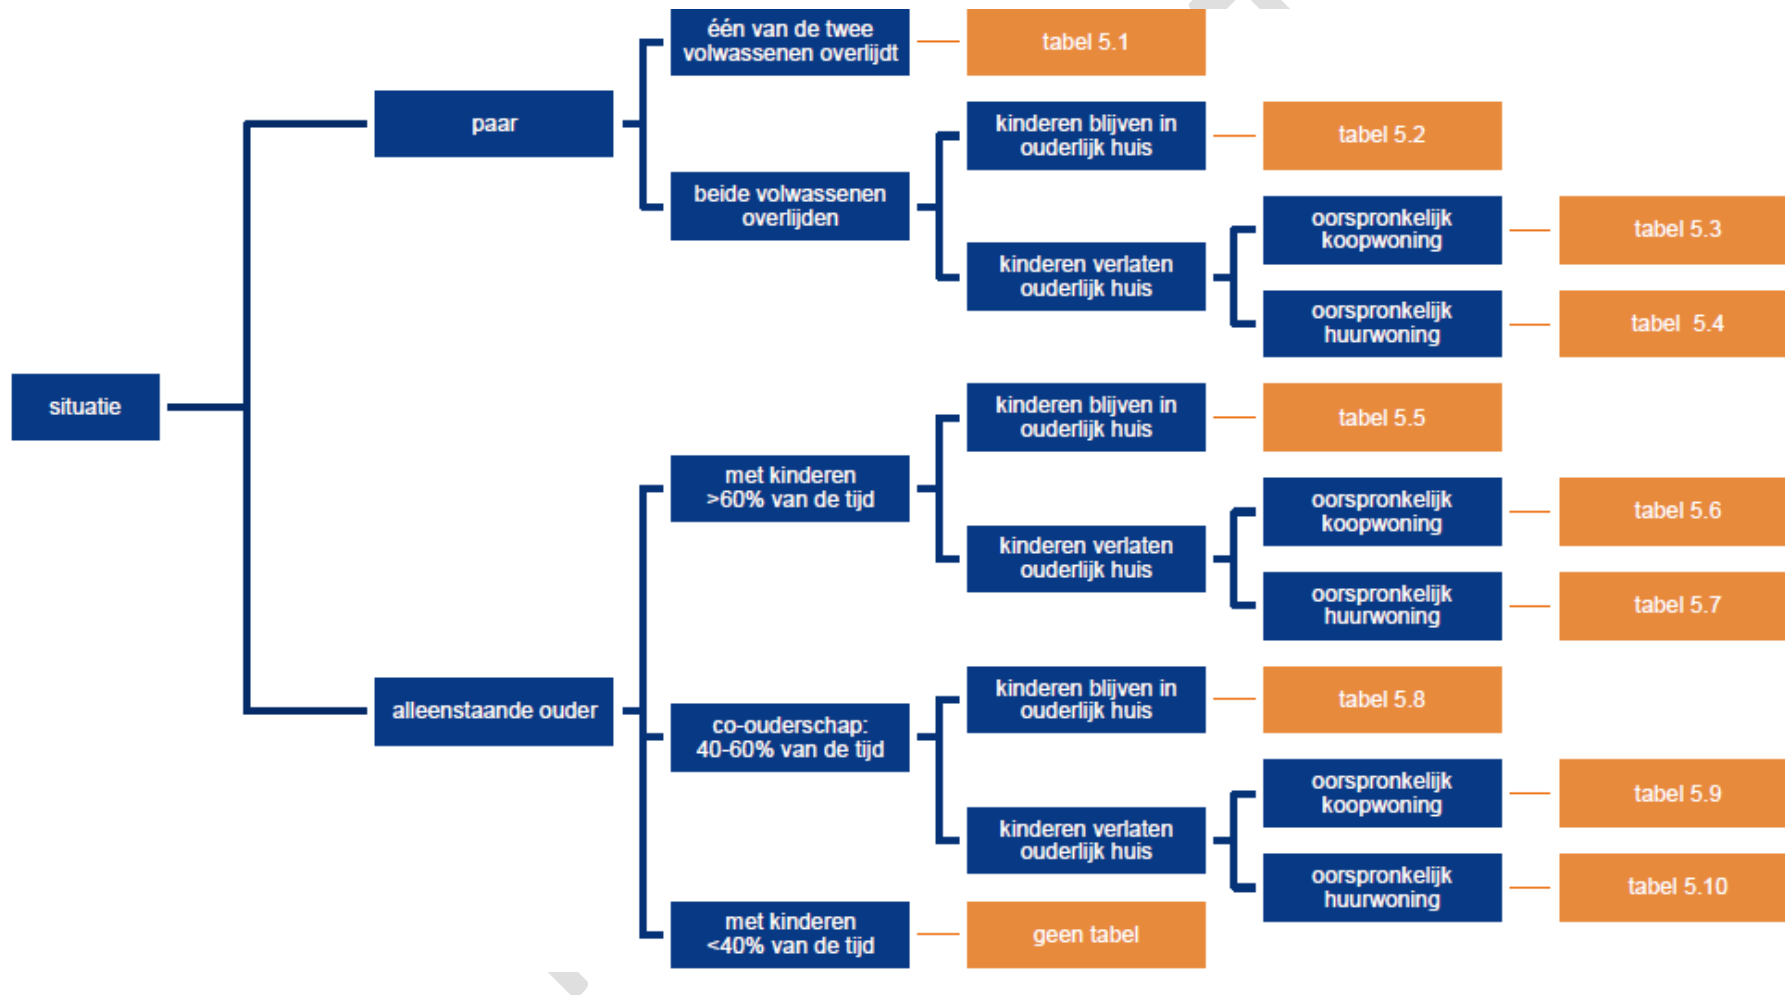 één van de twee
volwassenen overlijdt
tabel 5.1
paar
kinderen blijven in
ouderlijk huis
tabel 5.2
beide volwassenen
overlijden
oorspronkelijk
koopwoning
tabel 5.3
kinderen verlaten
ouderlijk huis
oorspronkelijk
huurwoning
tabel  5.4
situatie
kinderen blijven in
ouderlijk huis
tabel 5.5
met kinderen
>60% van de tijd
oorspronkelijk
koopwoning
tabel 5.6
kinderen verlaten
ouderlijk huis
oorspronkelijk
huurwoning
tabel 5.7
alleenstaande ouder
kinderen blijven in
ouderlijk huis
tabel 5.8
co-ouderschap:
40-60% van de tijd
oorspronkelijk
koopwoning
tabel 5.9
kinderen verlaten
ouderlijk huis
oorspronkelijk
huurwoning
tabel 5.10
met kinderen
<40% van de tijd
geen tabel